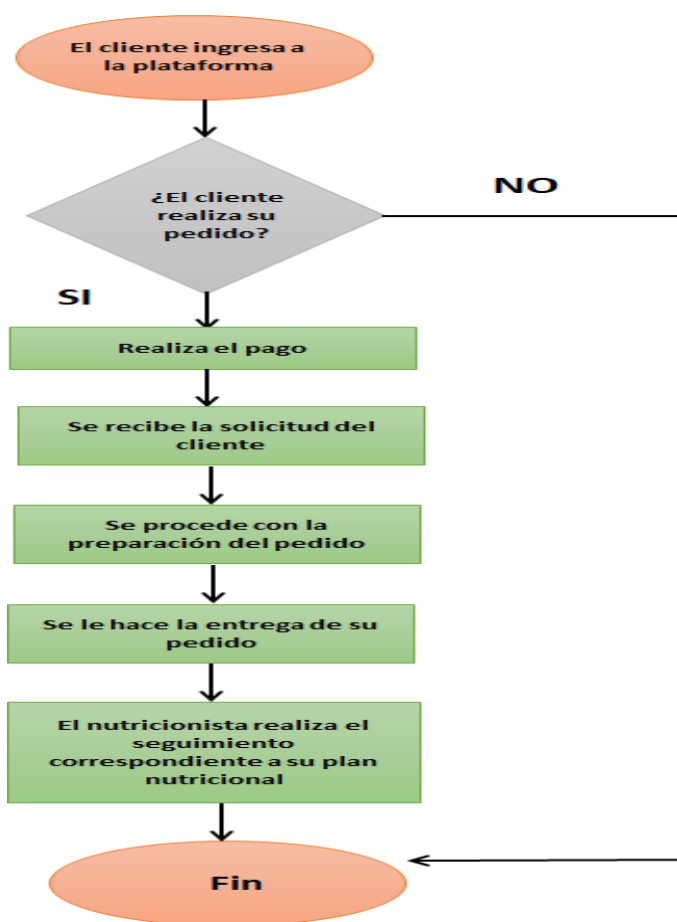 El cliente ingresa a
la plataforma
¿El cliente
realiza su
pedido?
NO
SI
Realiza el pago
Se recibe la solicitud del
cliente
Se procede con la
preparación del pedido
Se le hace la entrega de su
pedido
El nutricionista realiza el
seguimiento
correspondiente a su plan
nutricional
Fin